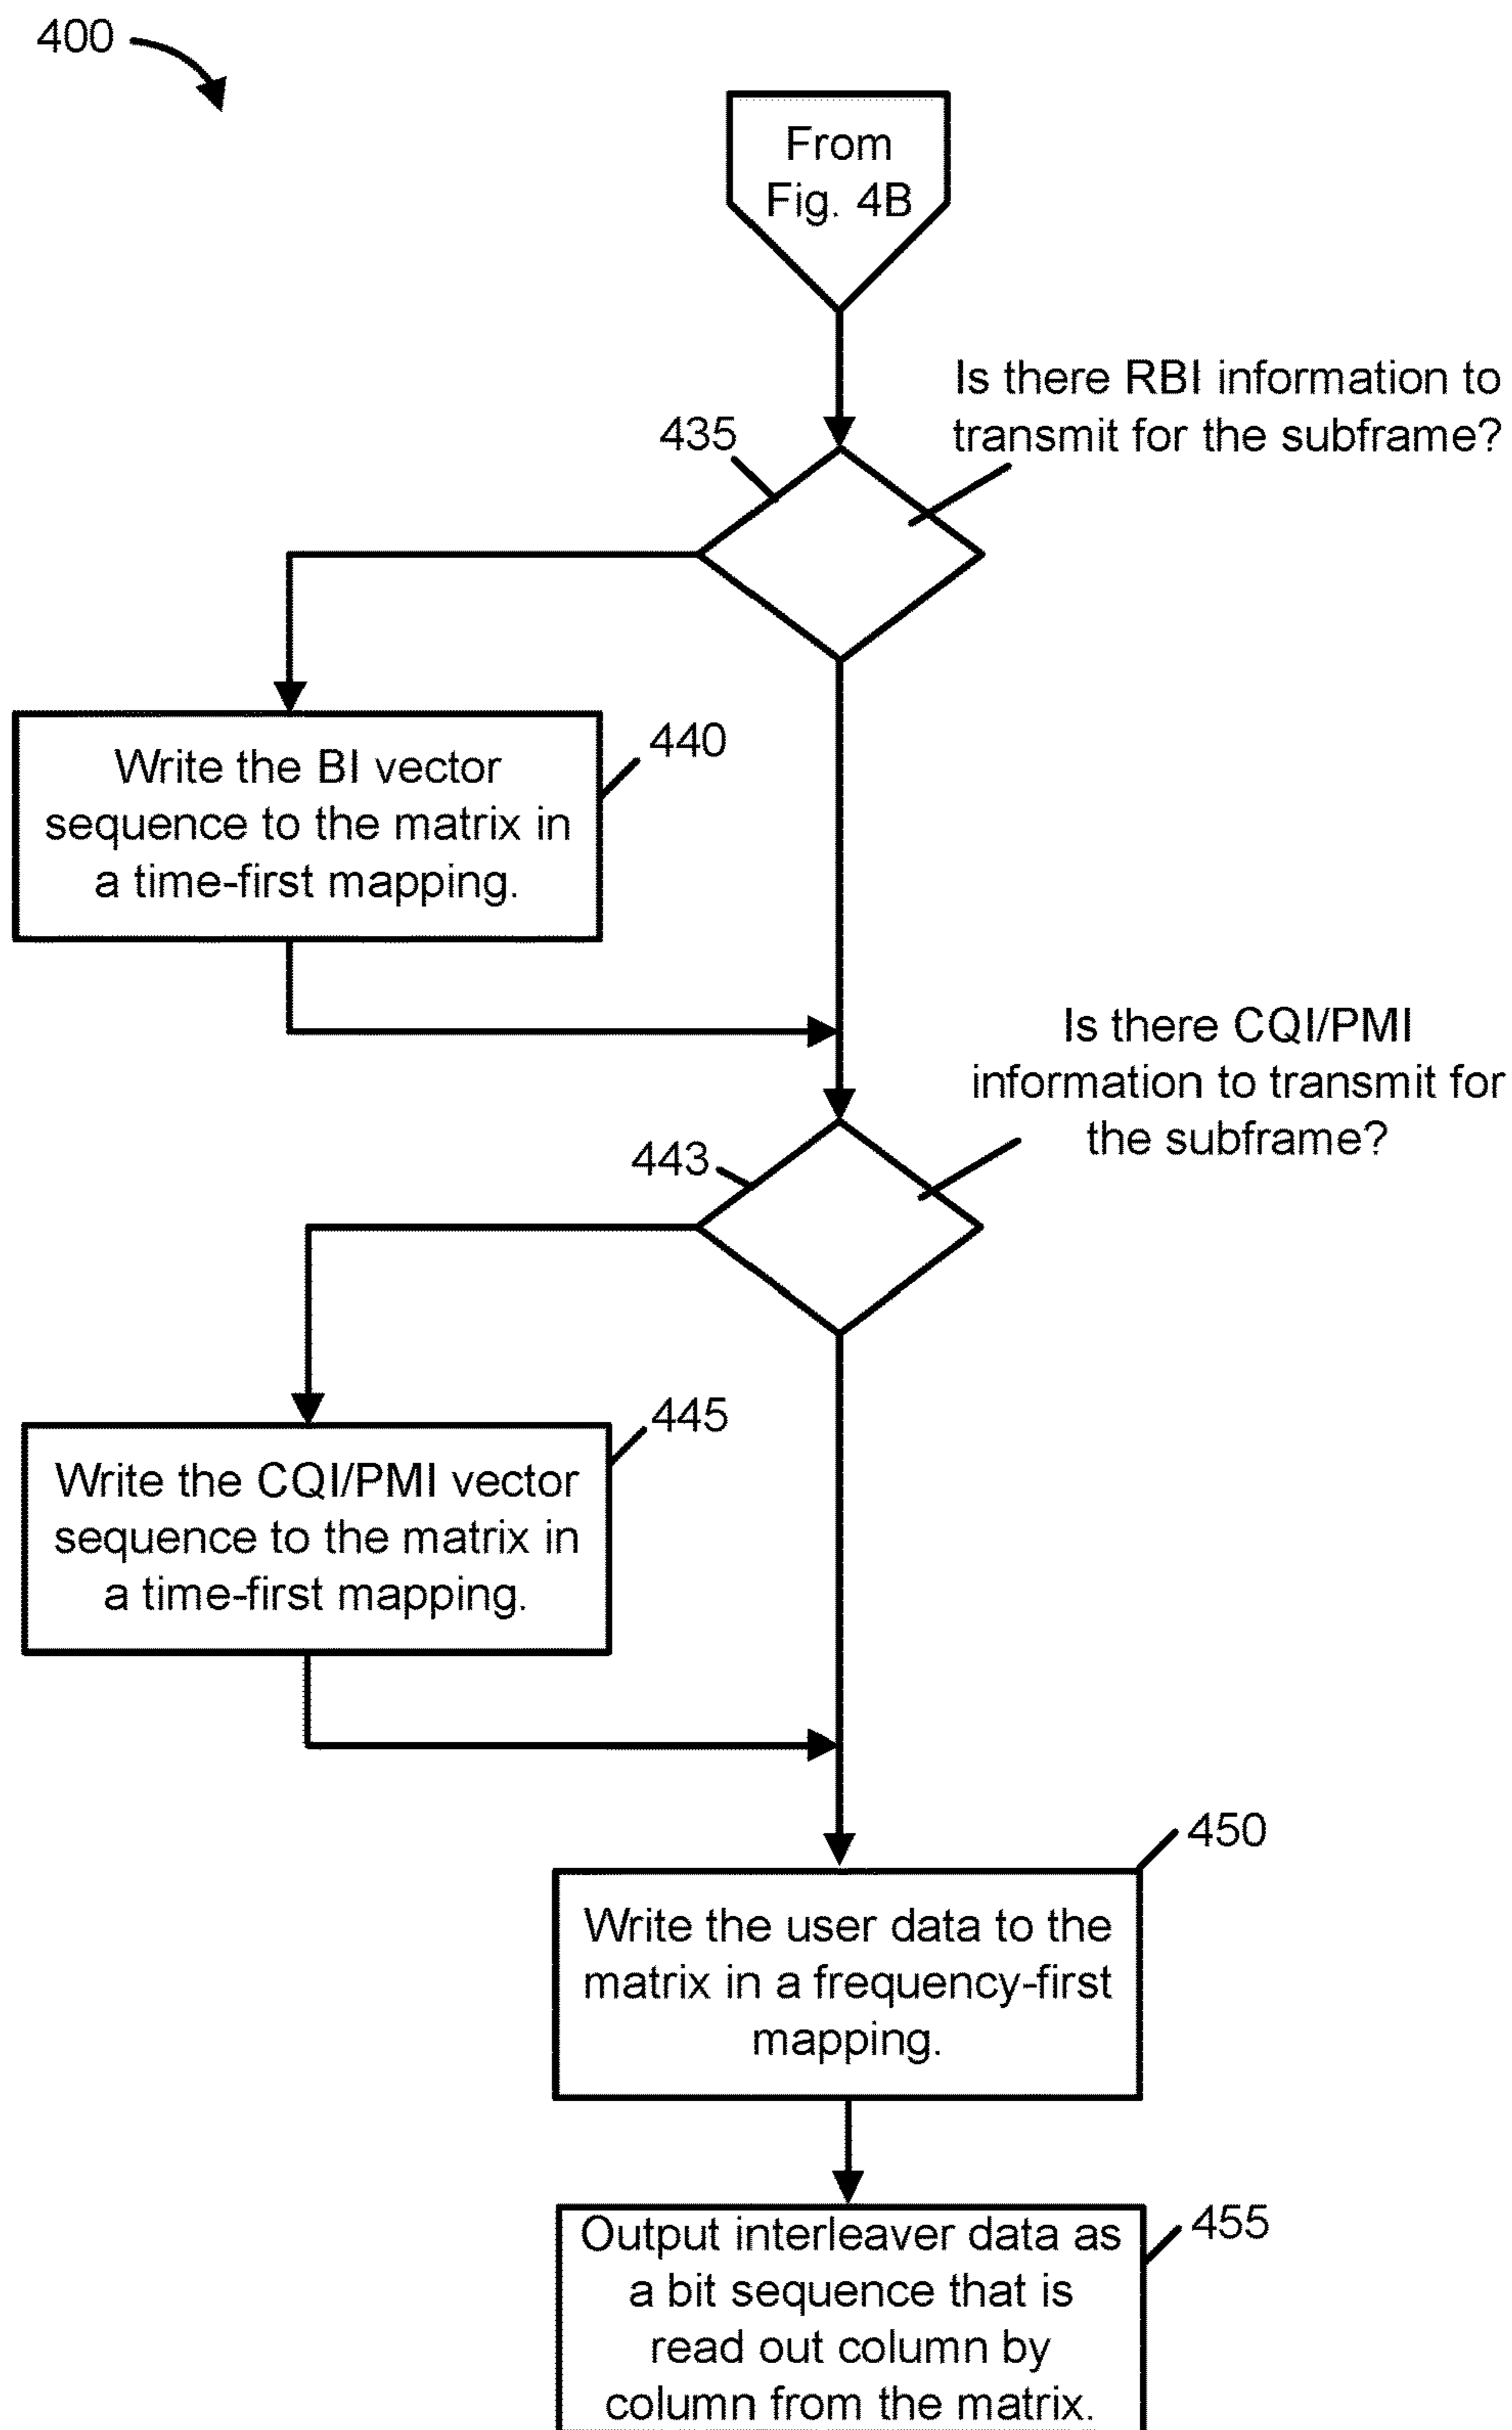 400
From
Fig. 4B
Is there RBI information to
transmit for the subframe?
435
Write the BI vector
sequence to the matrix in
a time-first mapping.
440
Is there CQI/PMI
information to transmit for
the subframe?
443
Write the CQI/PMI vector
sequence to the matrix in
a time-first mapping.
445
450
Write the user data to the
matrix in a frequency-first
mapping.
455
Output interleaver data as
a bit sequence that is
read out column by
column from the matrix.